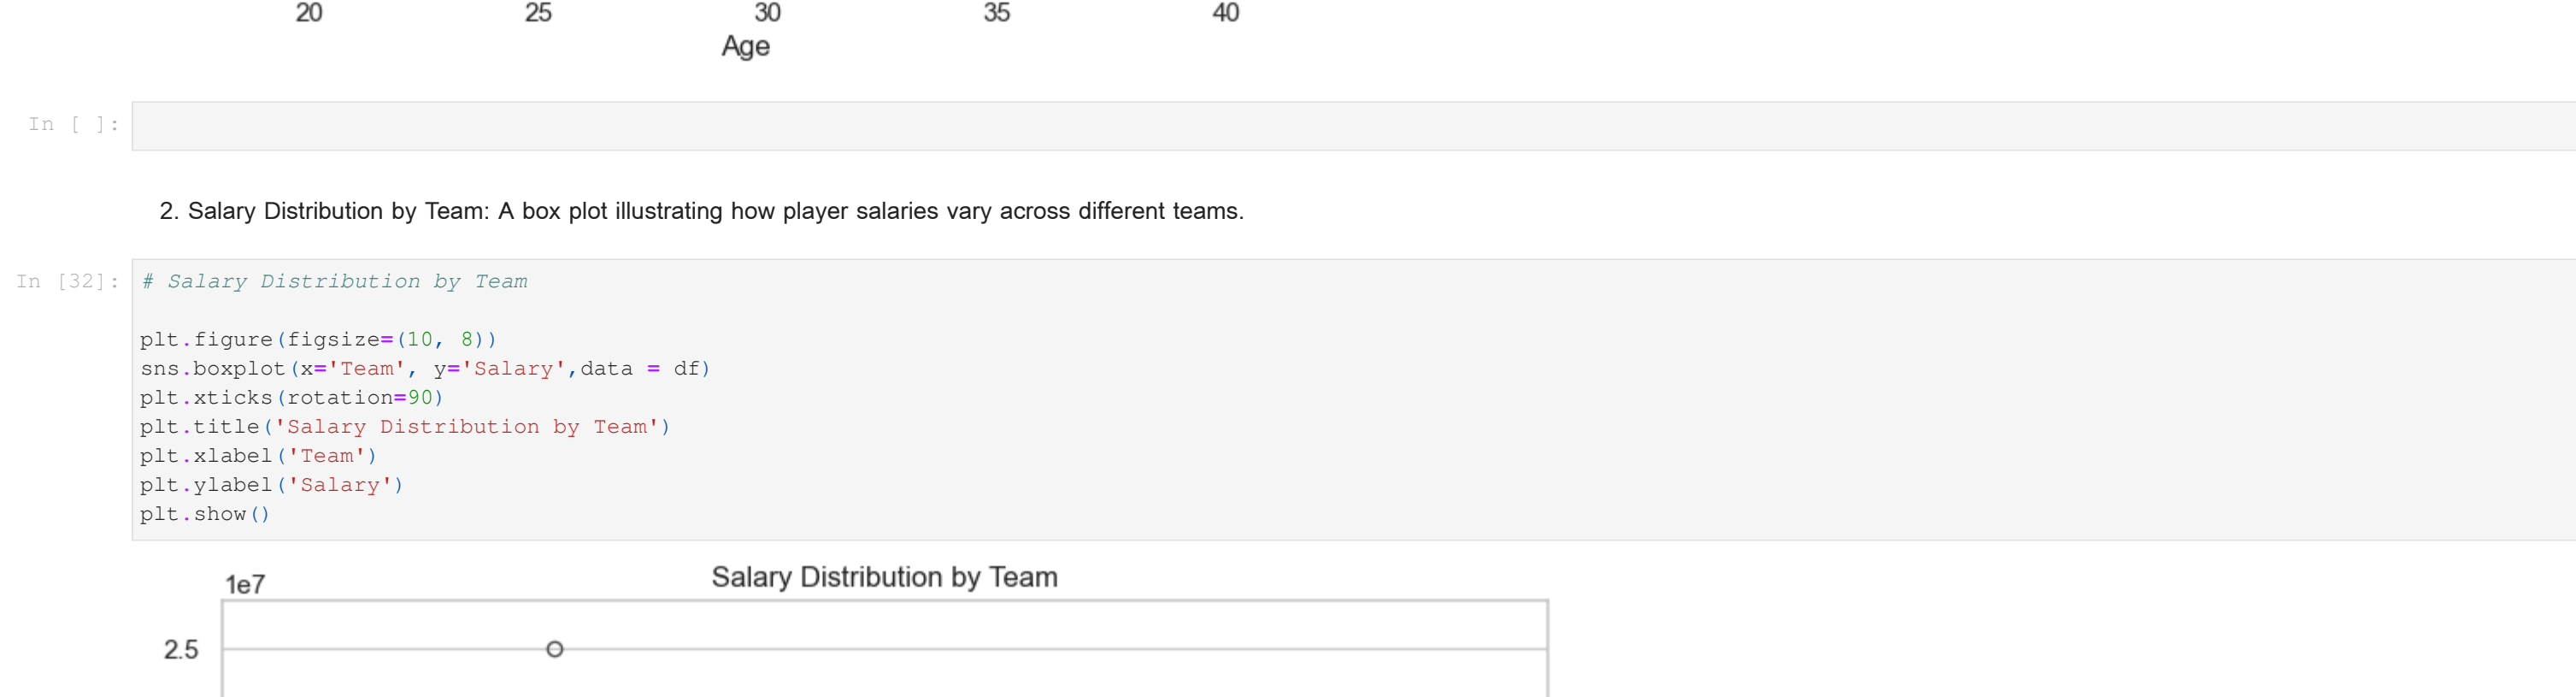 20 25 30 35 40
Age
In [ ]:
2. Salary Distribution by Team: A box plot illustrating how player salaries vary across different teams.
In [32]: # Salary Distribution by Team
plt.figure(figsize=(10, 8))
sns.boxplot(x='Team', y='Salary',data = df)
plt.xticks(rotation=90)
plt.title('Salary Distribution by Team')
plt.xlabel('Team')
plt.ylabel('Salary')
plt.show()
1e7 Salary Distribution by Team
2.5